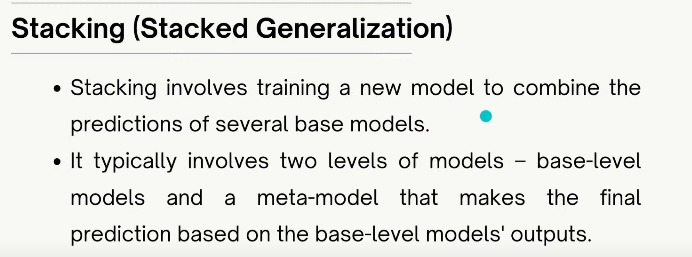 Stacking (Stacked Generalization)
• Stacking involves training a new model to combine the
predictions of several base models.
• It typically involves two levels of models – base-level
models and a meta-model that makes the final
prediction based on the base-level models' outputs.